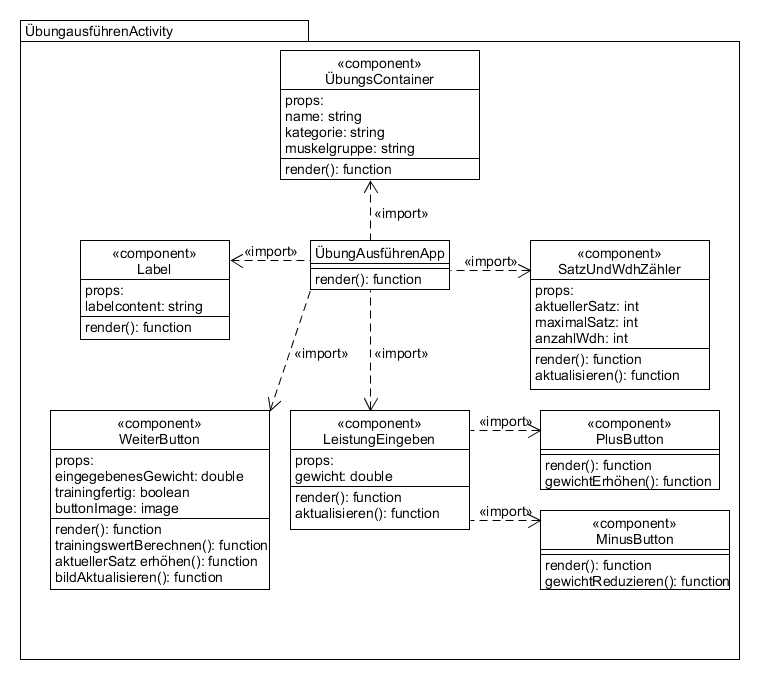 ÜbungausführenActivity
«component»
ÜbungsContainer
props:
name: string
kategorie: string
muskelgruppe: string
render(): function
«import»
«component»
Label
props:
labelcontent: string
render(): function
«import»
ÜbungAusführenApp
render(): function
«import»
«component»
SatzUndWdhZähler
props:
aktuellerSatz: int
maximalSatz: int
anzahlWdh: int
render(): function
aktualisieren(): function
«import»
«import»
«component»
WeiterButton
props:
eingegebenesGewicht: double
trainingfertig: boolean
buttonImage: image
render(): function
trainingswertBerechnen(): function
aktuellerSatz erhöhen(): function
bildAktualisieren(): function
«component»
LeistungEingeben
props:
gewicht: double
render(): function
aktualisieren(): function
«import»
«component»
PlusButton
render(): function
gewichtErhöhen(): function
«import»
«component»
MinusButton
render(): function
gewichtReduzieren(): function